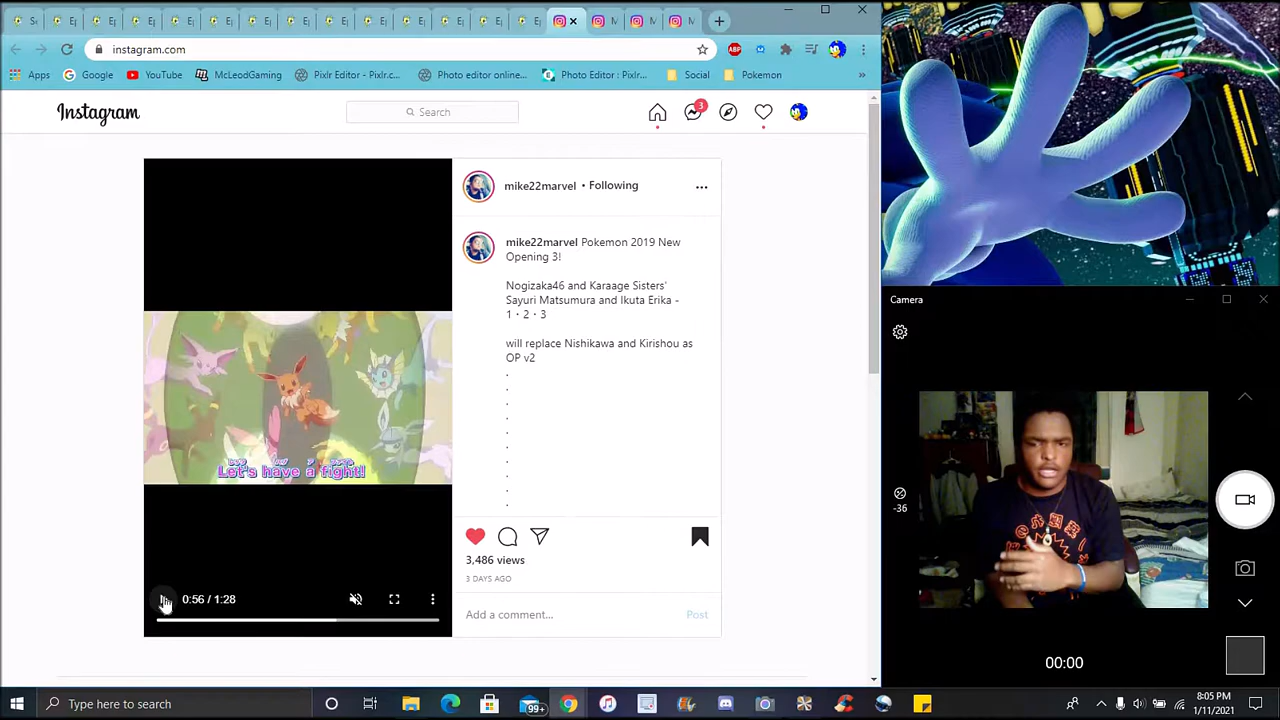 instagram.com
Apps
Google
YouTube
McLeodGaming
Pixlr Editor - Pixlr.c...
Photo editor online...
Photo Editor : Pixlr...
Social
Pokemon
»
Instagram
Search
3
mike22marvel • Following
mike22marvel Pokemon 2019 New
Opening 3!
Nogizaka46 and Karaage Sisters'
Sayuri Matsumura and Ikuta Erika -
1・2・3
will replace Nishikawa and Kirishou as
OP v2
.
.
.
.
.
.
.
.
.
.
Let's have a fight!
0:56 / 1:28
3,486 views
3 DAYS AGO
Add a comment...
Post
Camera
-36
00:00
Type here to search
99+
8:05 PM
1/11/2021